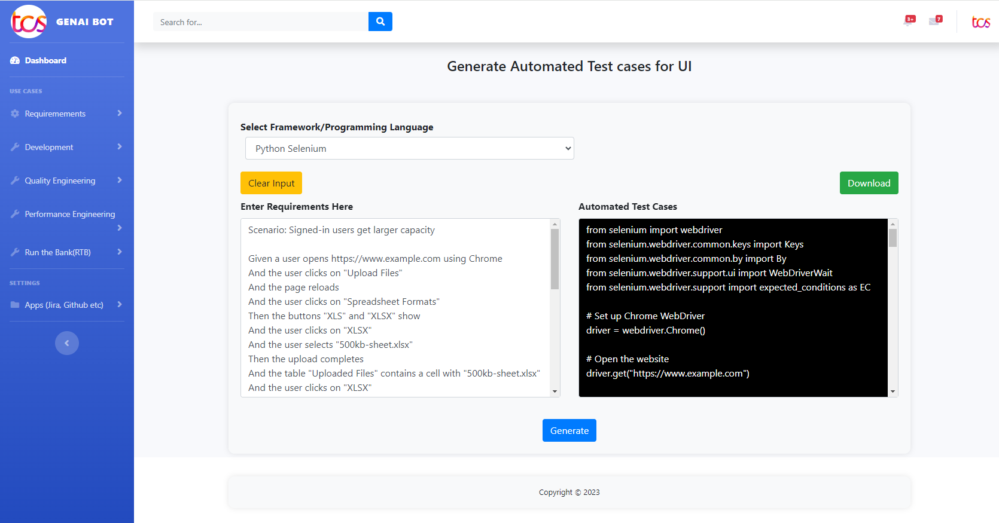 tcs GENAI BOT
Search for...
3+
7
tcs
Dashboard
USE CASES
Requiremements
Development
Quality Engineering
Performance Engineering
Run the Bank(RTB)
SETTINGS
Apps (Jira, Github etc)
Generate Automated Test cases for UI
Select Framework/Programming Language
Python Selenium
Clear Input
Download
Enter Requirements Here
Scenario: Signed-in users get larger capacity
Given a user opens https://www.example.com using Chrome
And the user clicks on "Upload Files"
And the page reloads
And the user clicks on "Spreadsheet Formats"
Then the buttons "XLS" and "XLSX" show
And the user clicks on "XLSX"
And the user selects "500kb-sheet.xlsx"
Then the upload completes
And the table "Uploaded Files" contains a cell with "500kb-sheet.xlsx"
And the user clicks on "XLSX"
Automated Test Cases
from selenium import webdriver
from selenium.webdriver.common.keys import Keys
from selenium.webdriver.common.by import By
from selenium.webdriver.support.ui import WebDriverWait
from selenium.webdriver.support import expected_conditions as EC
# Set up Chrome WebDriver
driver = webdriver.Chrome()
# Open the website
driver.get("https://www.example.com")
Generate
Copyright © 2023